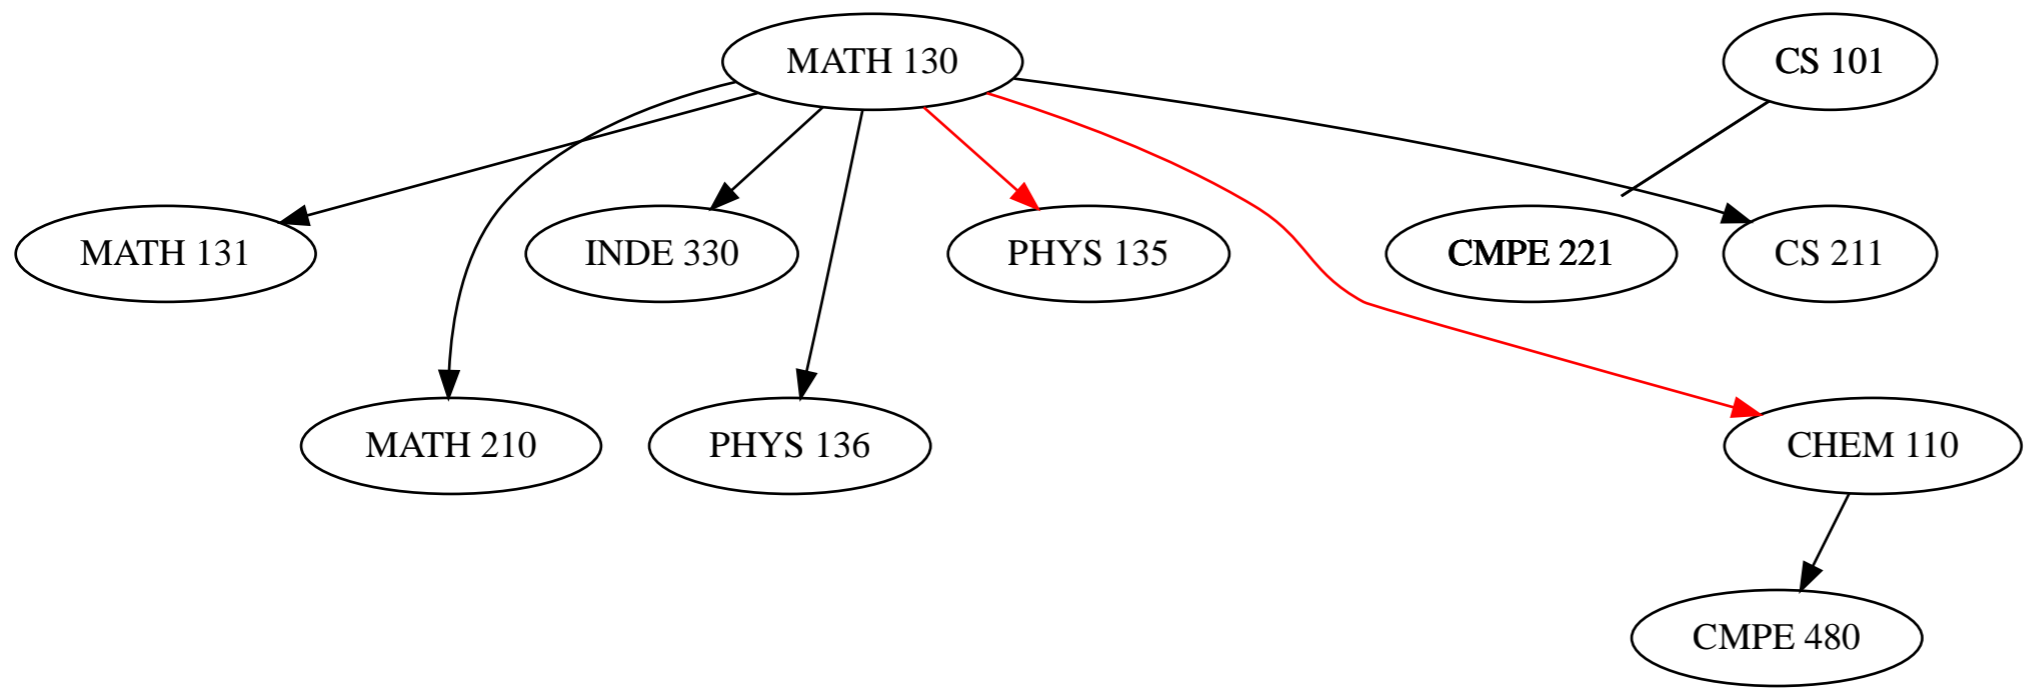 MATH 130
CS 101
MATH 131
INDE 330
PHYS 135
CMPE 221
CS 211
MATH 210
PHYS 136
CHEM 110
CMPE 480